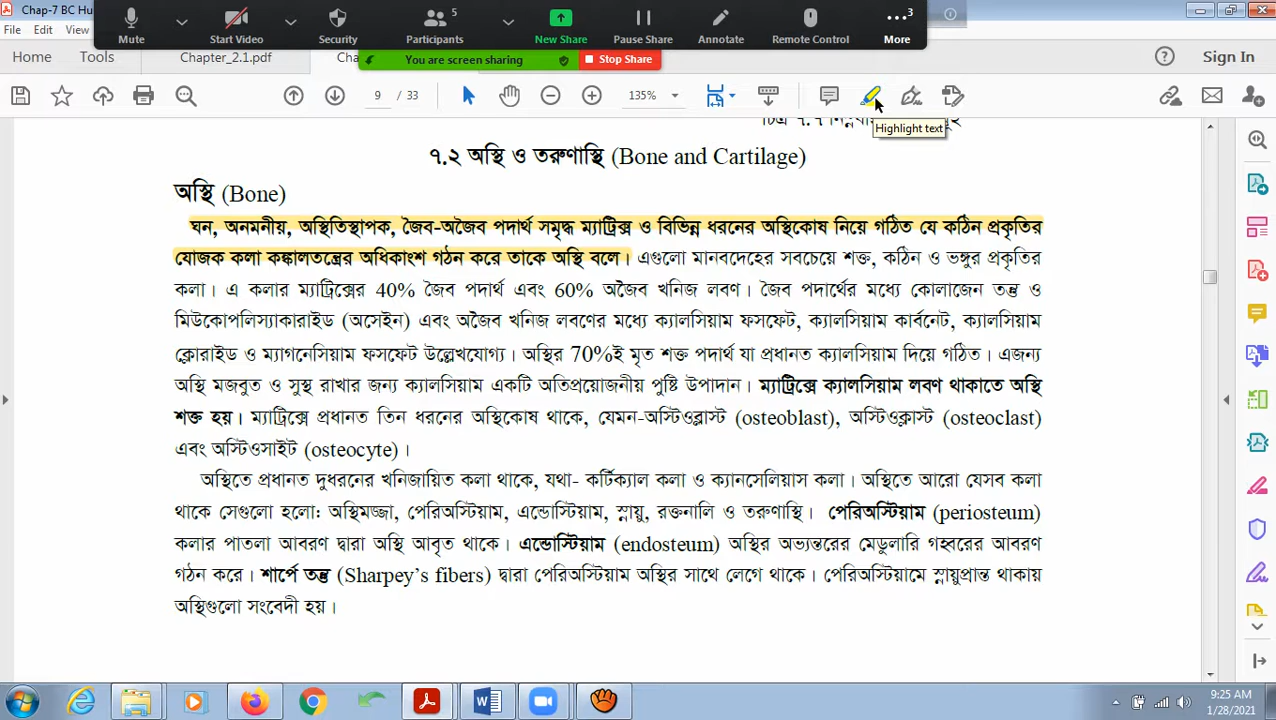 Chap-7 BC Hu
5
3
Mute
Start Video
Security
Participants
New Share
Pause Share
Annotate
Remote Control
More
File Edit View
You are screen sharing
Stop Share
Home
Tools
Chapter_2.1.pdf
Cha
Sign In
9 / 33
135%
Highlight text
চিত্র ৭.৭
৭.২ অস্থি ও তরুণাস্থি (Bone and Cartilage)
অস্থি (Bone)
ঘন, অনমনীয়, অস্থিতিস্থাপক, জৈব-অজৈব পদার্থ সমৃদ্ধ ম্যাট্রিক্স ও বিভিন্ন ধরনের অস্থিকোষ নিয়ে গঠিত যে কঠিন প্রকৃতির
যোজক কলা কঙ্কালতন্ত্রের অধিকাংশ গঠন করে তাকে অস্থি বলে। এগুলো মানবদেহের সবচেয়ে শক্ত, কঠিন ও ভঙ্গুর প্রকৃতির
কলা। এ কলার ম্যাট্রিক্সের 40% জৈব পদার্থ এবং 60% অজৈব খনিজ লবণ। জৈব পদার্থের মধ্যে কোলাজেন তন্তু ও
মিউকোপলিস্যাকারাইড (অসেইন) এবং অজৈব খনিজ লবণের মধ্যে ক্যালসিয়াম ফসফেট, ক্যালসিয়াম কার্বনেট, ক্যালসিয়াম
ক্লোরাইড ও ম্যাগনেসিয়াম ফসফেট উল্লেখযোগ্য। অস্থির 70%ই মৃত শক্ত পদার্থ যা প্রধানত ক্যালসিয়াম দিয়ে গঠিত। এজন্য
অস্থি মজবুত ও সুস্থ রাখার জন্য ক্যালসিয়াম একটি অতিপ্রয়োজনীয় পুষ্টি উপাদান। ম্যাট্রিক্সে ক্যালসিয়াম লবণ থাকাতে অস্থি
শক্ত হয়। ম্যাট্রিক্সে প্রধানত তিন ধরনের অস্থিকোষ থাকে, যেমন-অস্টিওব্লাস্ট (osteoblast), অস্টিওক্লাস্ট (osteoclast)
এবং অস্টিওসাইট (osteocyte)।
অস্থিতে প্রধানত দুধরনের খনিজায়িত কলা থাকে, যথা- কর্টিক্যাল কলা ও ক্যানসেলিয়াস কলা। অস্থিতে আরো যেসব কলা
থাকে সেগুলো হলো: অস্থিমজ্জা, পেরিঅস্টিয়াম, এন্ডোস্টিয়াম, স্নায়ু, রক্তনালি ও তরুণাস্থি। পেরিঅস্টিয়াম (periosteum)
কলার পাতলা আবরণ দ্বারা অস্থি আবৃত থাকে। এন্ডোস্টিয়াম (endosteum) অস্থির অভ্যন্তরের মেডুলারি গহ্বরের আবরণ
গঠন করে। শার্পে তন্তু (Sharpey's fibers) দ্বারা পেরিঅস্টিয়াম অস্থির সাথে লেগে থাকে। পেরিঅস্টিয়ামে স্নায়ুপ্রান্ত থাকায়
অস্থিগুলো সংবেদী হয়।
9:25 AM
1/28/2021